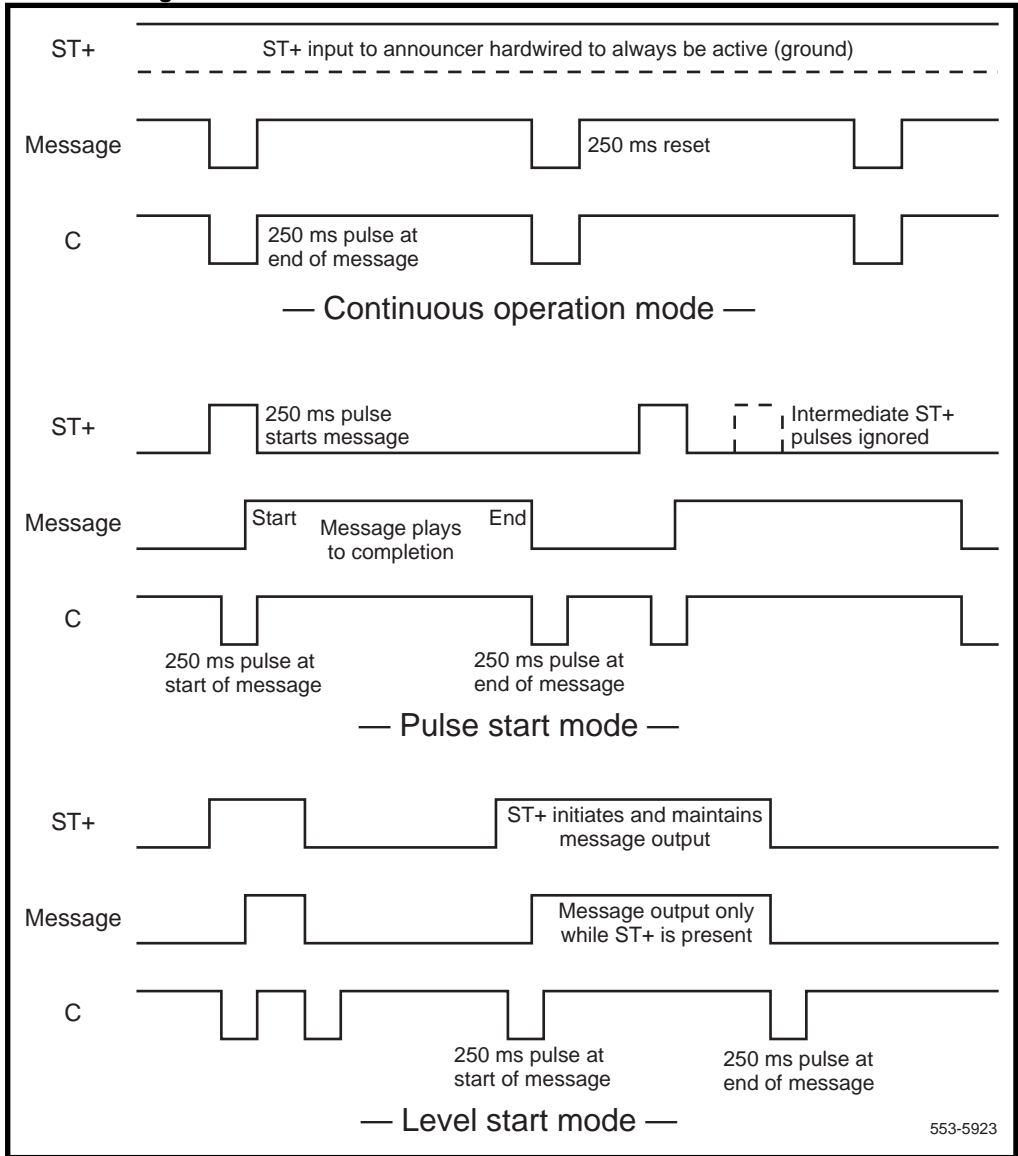 ST+
ST+ input to announcer hardwired to always be active (ground)
Message
250 ms reset
C
250 ms pulse at
end of message
— Continuous operation mode —
ST+
250 ms pulse
starts message
Intermediate ST+
pulses ignored
Message
Start
Message plays
to completion
End
C
250 ms pulse at
start of message
250 ms pulse at
end of message
— Pulse start mode —
ST+
ST+ initiates and maintains
message output
Message
Message output only
while ST+ is present
C
250 ms pulse at
start of message
250 ms pulse at
end of message
— Level start mode —
553-5923